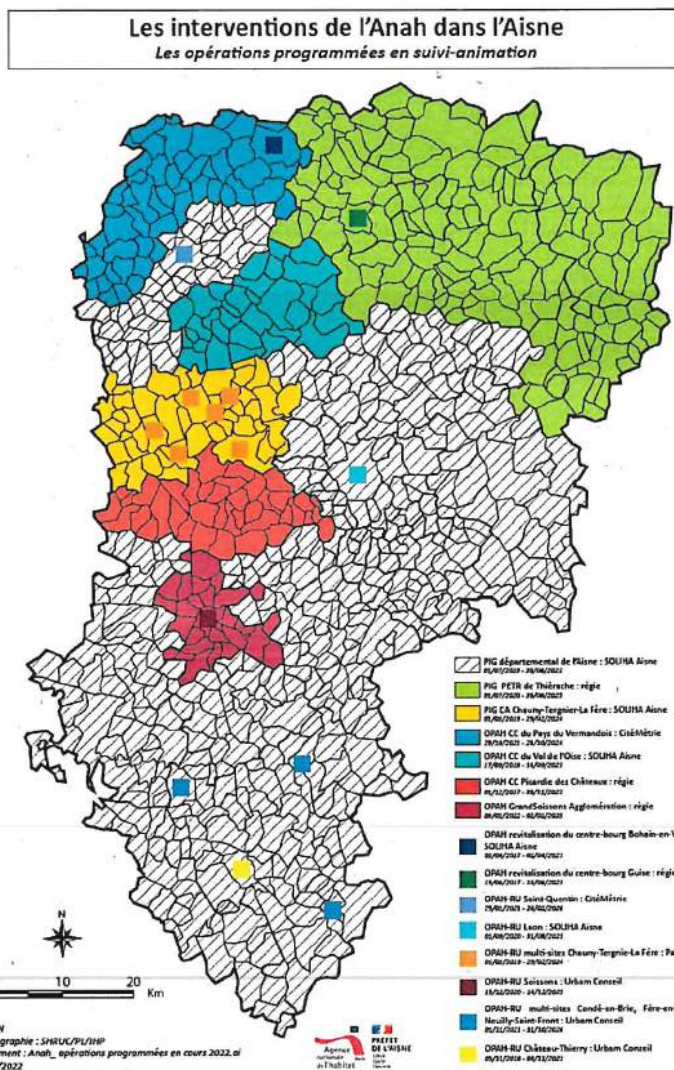 Les interventions de l'Anah dans l'Aisne
Les opérations programmées en suivi-animation
PIG départemental de l'Aisne : SOLIHA Aisne
PIG PETR de Thiérache : régie
PIG CA Chauny-Tergnier-La Fère : SOLIHA Aisne
OPAH CC du Pays du Vermandois : CitéMétrie
OPAH CC du Val de l'Oise : SOLIHA Aisne
OPAH CC Picardie des Châteaux : régie
OPAH GrandSoissons Agglomération : régie
OPAH revitalisation du centre-bourg Bohain-en-V
SOLIHA Aisne
OPAH revitalisation du centre-bourg Guise : régie
OPAH-RU Saint-Quentin : CitéMétrie
OPAH-RU Laon : SOLIHA Aisne
OPAH-RU multi-sites Chauny-Tergnie-La Fère : Pa
OPAH-RU Soissons : Urbam Conseil
OPAH-RU multi-sites Condé-en-Brie, Fère-en-
Neuilly-Saint-Front : Urbam Conseil
OPAH-RU Château-Thierry : Urbam Conseil
N
10 20
Km
N
ographie : SHRUC/PL/IHP
ment : Anah_ opérations programmées en cours 2022.ai
/2022
Agence
nationale
de l'habitat
PRÉFET
DE L'AISNE